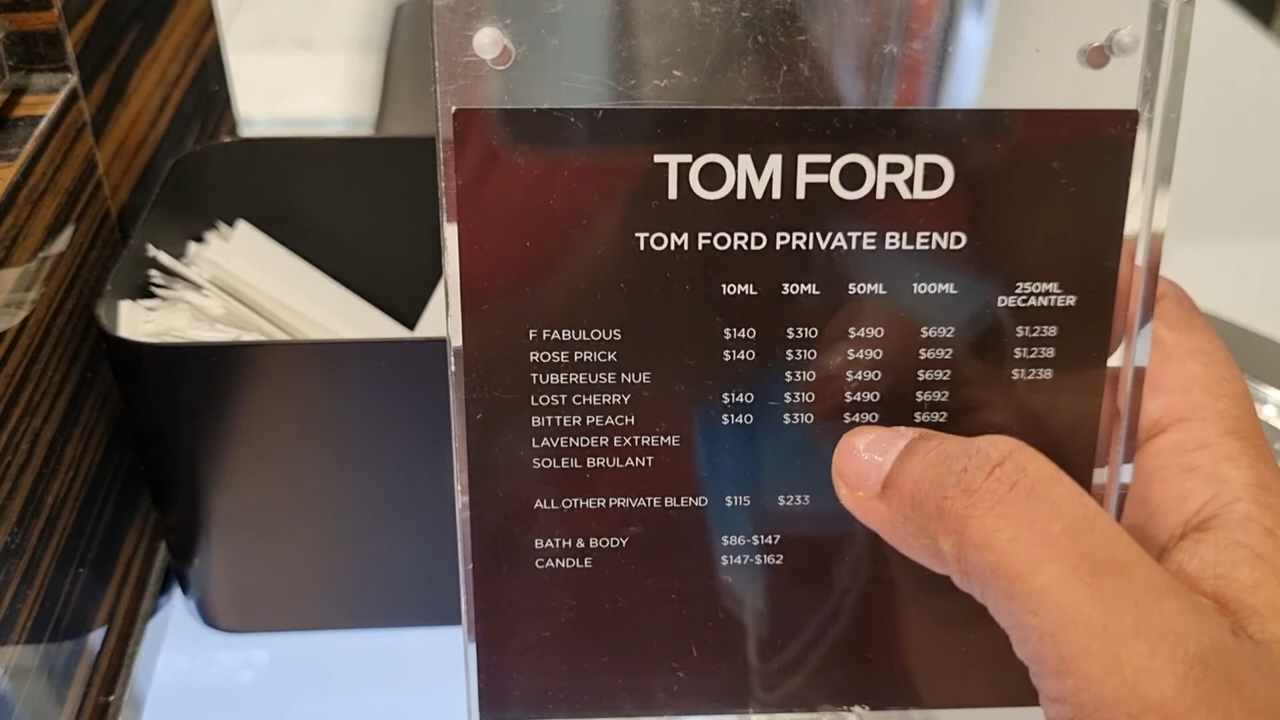 TOM FORD
TOM FORD PRIVATE BLEND
10ML 30ML 50ML 100ML 250ML DECANTER
F FABULOUS $140 $310 $490 $692 $1,238
ROSE PRICK $140 $310 $490 $692 $1,238
TUBEREUSE NUE $310 $490 $692 $1,238
LOST CHERRY $140 $310 $490 $692
BITTER PEACH $140 $310 $490 $692
LAVENDER EXTREME
SOLEIL BRULANT
ALL OTHER PRIVATE BLEND $115 $233
BATH & BODY $86-$147
CANDLE $147-$162